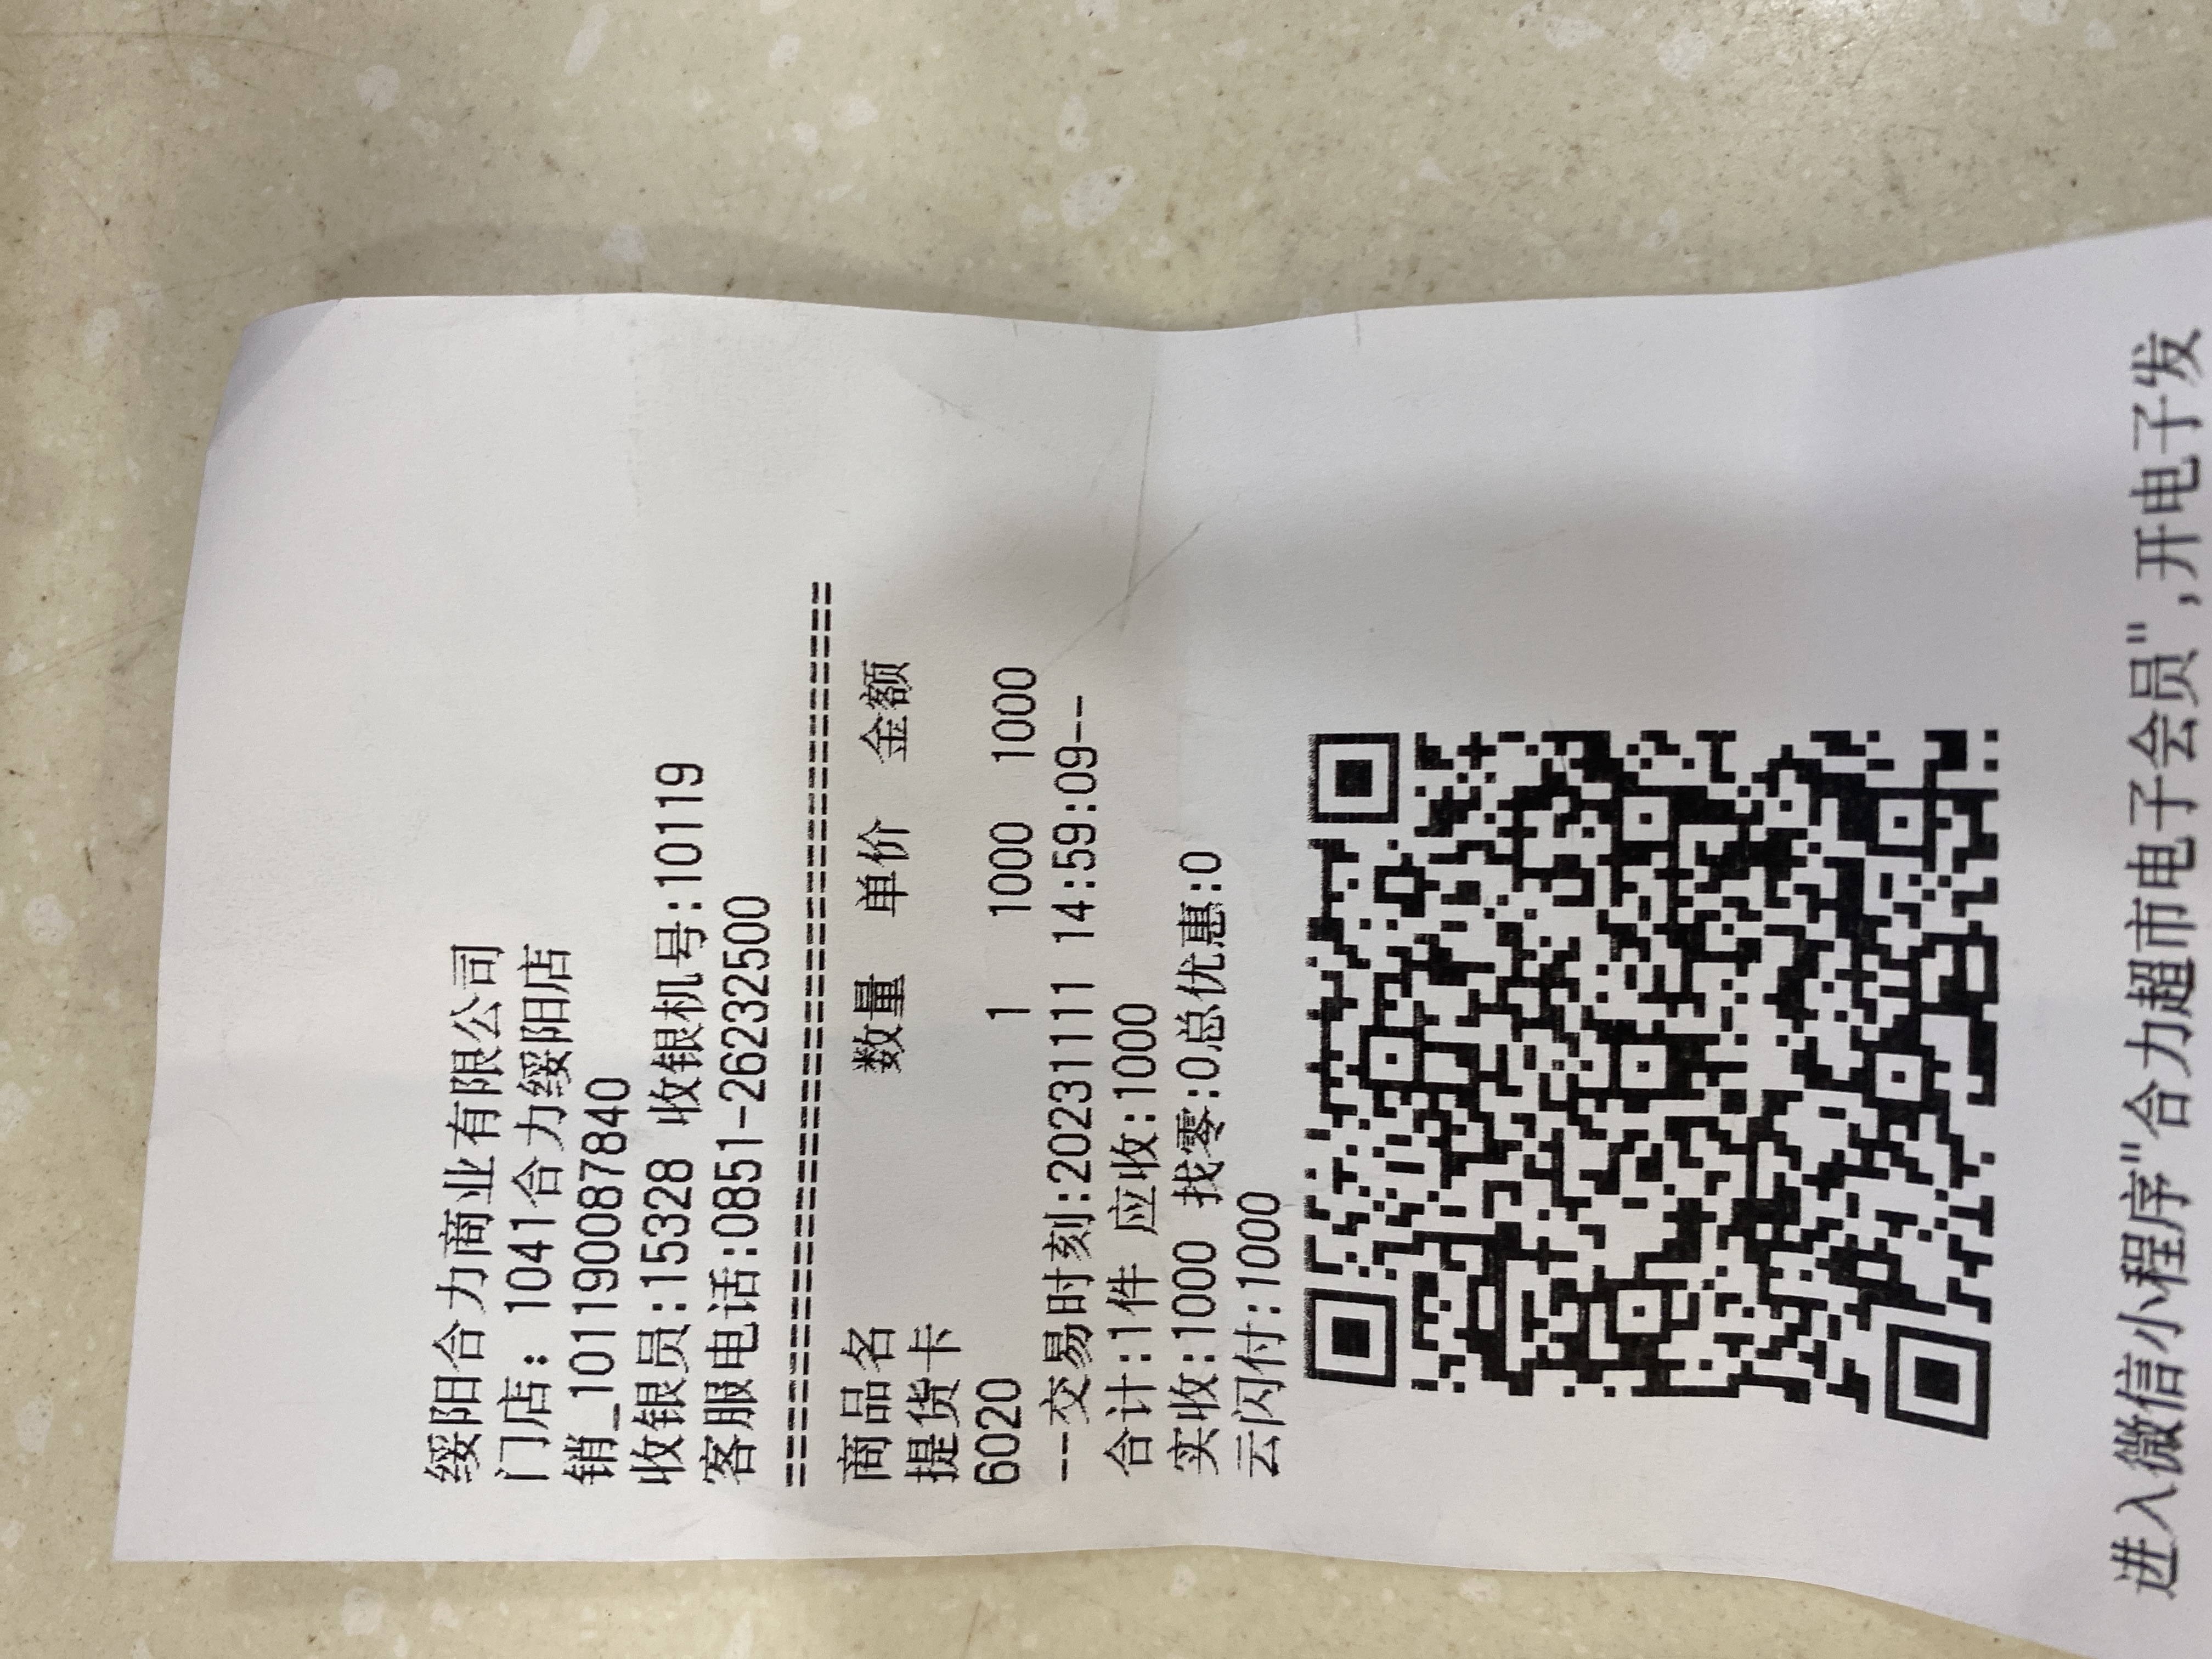 绥阳合力商业有限公司
门店: 1041合力绥阳店
销_101190087840
收银员:15328 收银机号:10119
客服电话:0851-26232500
==========================================
商品名 数量 单价 金额
提货卡
6020 1 1000 1000
--交易时刻:20231111 14:59:09--
合计:1件 应收:1000
实收:1000 找零:0总优惠:0
云闪付:1000
进入微信小程序"合力超市电子会员",开电子发